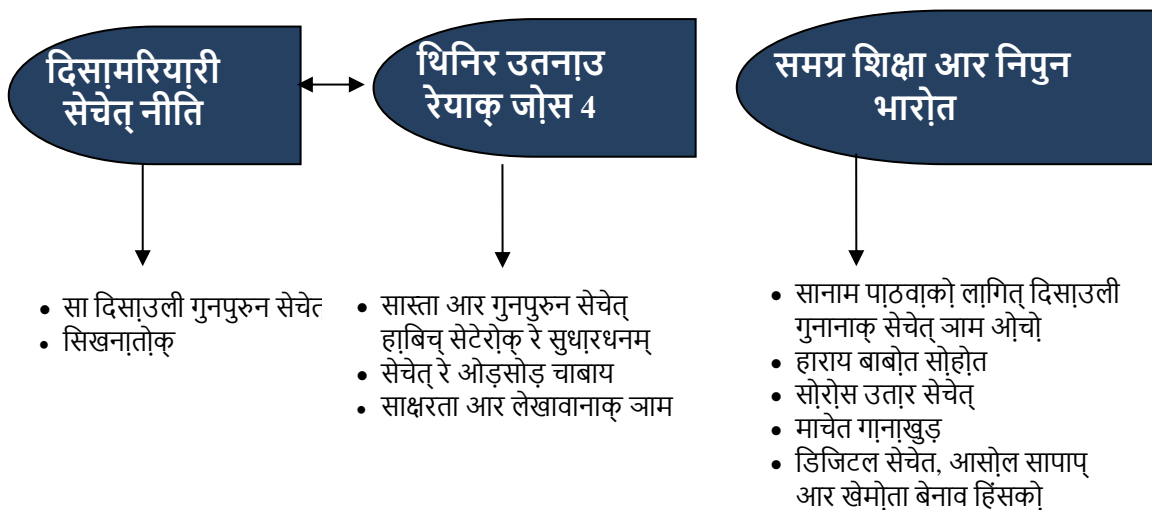 दिसा़मरिया़री
सेचेत् नीति
थिनिर उतना़उ
रेयाक् जो़स 4
समग्र शिक्षा आर निपुन
भारो़त
• सा दिसा़उली गुनपुरुन सेचेत
• सिखना़तो़क्
• सास्ता आर गुनपुरुन सेचेत्
हा़बिच् सेटेरो़क् रे सुधारधनम्
• सेचेत् रे ओड़सोड़ चाबाय
• साक्षरता आर लेखावानाक् ञाम
• सानाम पा़ठवा़को़ ला़गित् दिसा़उली
गुनानाक् सेचेत् ञाम ओ़चो़
• हाराय बाबो़त सो़हो़त
• सो़रो़स उता़र सेचेत्
• माचेत गा़ना़खुड़
• डिजिटल सेचेत, आसो़ल सापाप्
आर खेमो़ता बेनाव हिंसको़